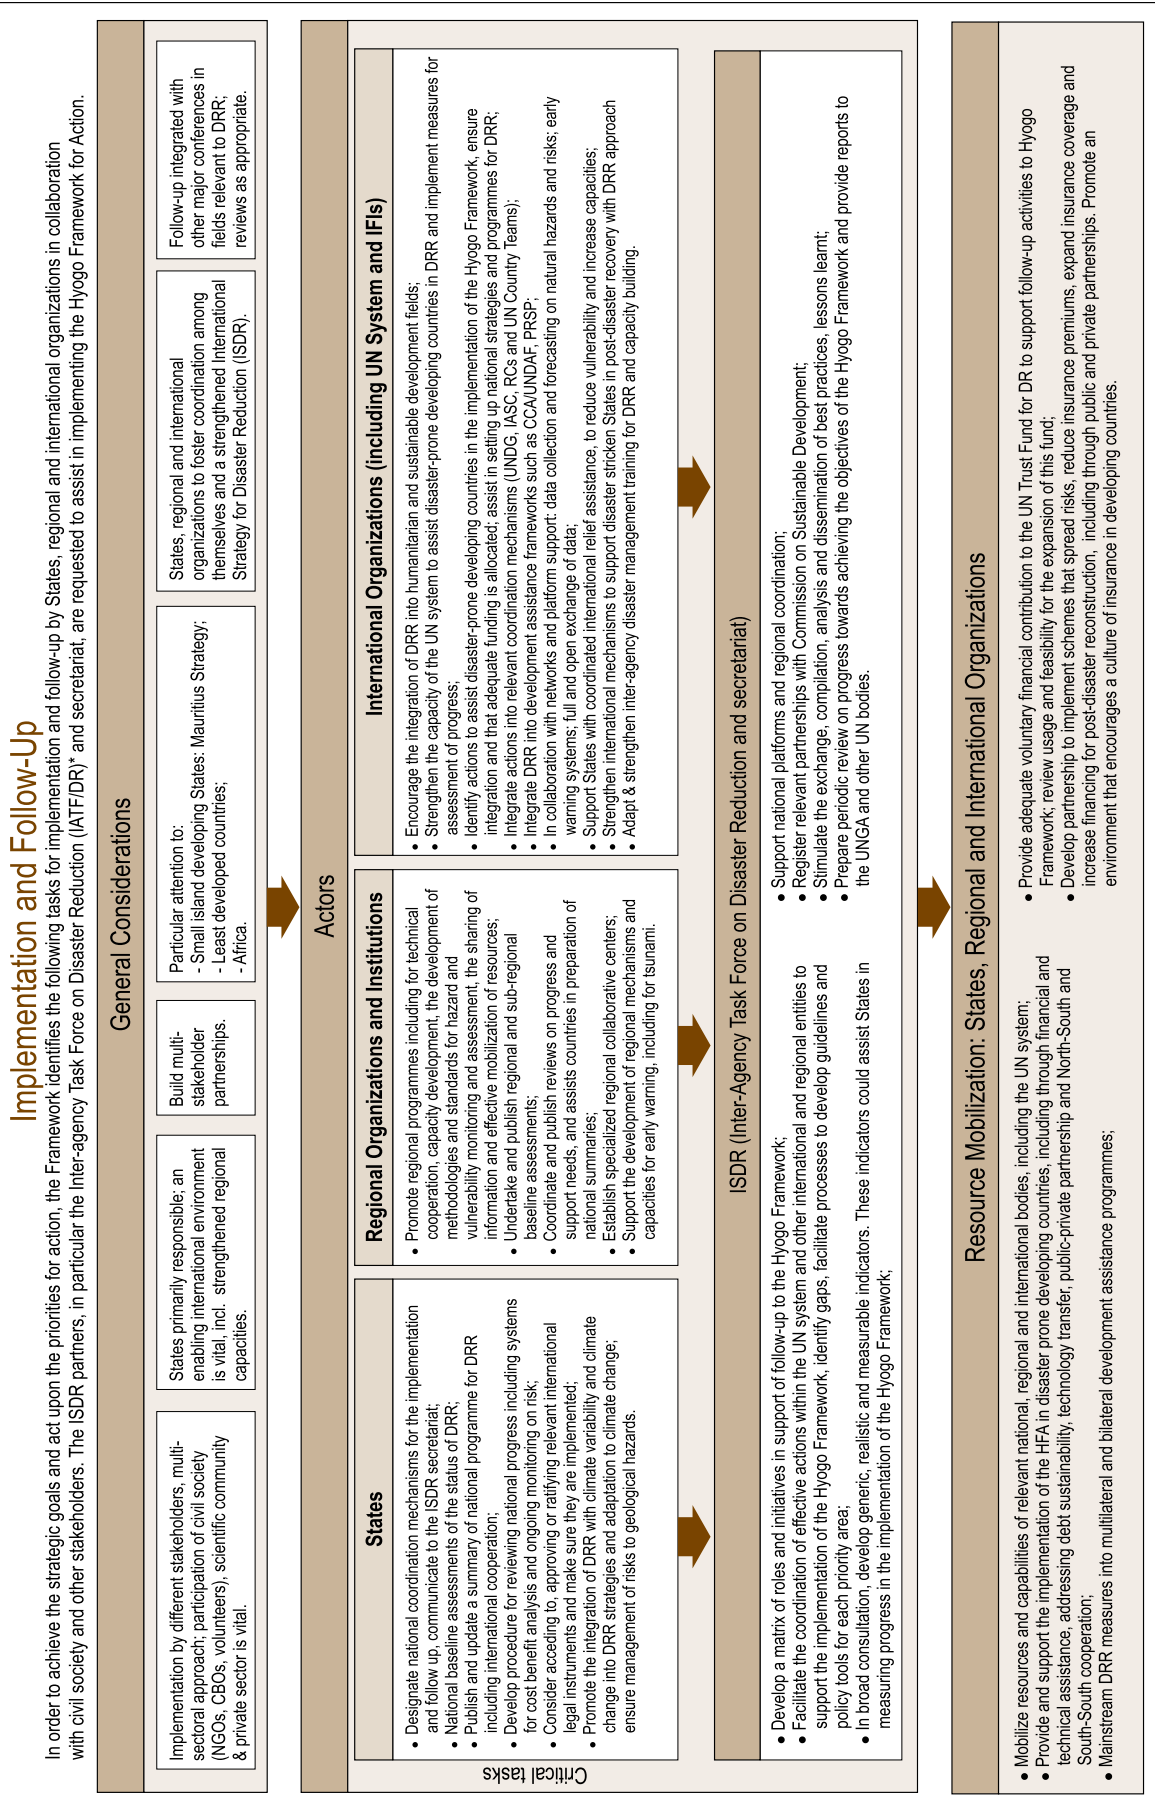 Implementation and Follow-Up
In order to achieve the strategic goals and act upon the priorities for action, the Framework identifies the following tasks for implementation and follow-up by States, regional and international organizations in collaboration
with civil society and other stakeholders. The ISDR partners, in particular the Inter-agency Task Force on Disaster Reduction (IATF/DR)* and secretariat, are requested to assist in implementing the Hyogo Framework for Action.
General Considerations
Implementation by different stakeholders, multi-
sectoral approach; participation of civil society
(NGOs, CBOs, volunteers), scientific community
& private sector is vital.
States primarily responsible; an
enabling international environment
is vital, incl. strengthened regional
capacities.
Build multi-
stakeholder
partnerships.
Particular attention to:
- Small island developing States: Mauritius Strategy;
- Least developed countries;
- Africa.
States, regional and international
organizations to foster coordination among
themselves and a strengthened International
Strategy for Disaster Reduction (ISDR).
Follow-up integrated with
other major conferences in
fields relevant to DRR;
reviews as appropriate.
Actors
Critical tasks
States
• Designate national coordination mechanisms for the implementation
and follow up, communicate to the ISDR secretariat;
• National baseline assessments of the status of DRR;
• Publish and update a summary of national programme for DRR
including international cooperation;
• Develop procedure for reviewing national progress including systems
for cost benefit analysis and ongoing monitoring on risk;
• Consider acceding to, approving or ratifying relevant international
legal instruments and make sure they are implemented;
• Promote the integration of DRR with climate variability and climate
change into DRR strategies and adaptation to climate change;
ensure management of risks to geological hazards.
Regional Organizations and Institutions
• Promote regional programmes including for technical
cooperation, capacity development, the development of
methodologies and standards for hazard and
vulnerability monitoring and assessment, the sharing of
information and effective mobilization of resources;
• Undertake and publish regional and sub-regional
baseline assessments;
• Coordinate and publish reviews on progress and
support needs, and assists countries in preparation of
national summaries;
• Establish specialized regional collaborative centers;
• Support the development of regional mechanisms and
capacities for early warning, including for tsunami.
International Organizations (including UN System and IFIs)
• Encourage the integration of DRR into humanitarian and sustainable development fields;
• Strengthen the capacity of the UN system to assist disaster-prone developing countries in DRR and implement measures for
assessment of progress;
• Identify actions to assist disaster-prone developing countries in the implementation of the Hyogo Framework, ensure
integration and that adequate funding is allocated; assist in setting up national strategies and programmes for DRR;
• Integrate actions into relevant coordination mechanisms (UNDG, IASC, RCs and UN Country Teams);
• Integrate DRR into development assistance frameworks such as CCA/UNDAF, PRSP;
• In collaboration with networks and platform support: data collection and forecasting on natural hazards and risks; early
warning systems; full and open exchange of data;
• Support States with coordinated international relief assistance, to reduce vulnerability and increase capacities;
• Strengthen international mechanisms to support disaster stricken States in post-disaster recovery with DRR approach
• Adapt & strengthen inter-agency disaster management training for DRR and capacity building.
ISDR (Inter-Agency Task Force on Disaster Reduction and secretariat)
• Develop a matrix of roles and initiatives in support of follow-up to the Hyogo Framework;
• Facilitate the coordination of effective actions within the UN system and other international and regional entities to
support the implementation of the Hyogo Framework, identify gaps, facilitate processes to develop guidelines and
policy tools for each priority area;
• In broad consultation, develop generic, realistic and measurable indicators. These indicators could assist States in
measuring progress in the implementation of the Hyogo Framework;
• Support national platforms and regional coordination;
• Register relevant partnerships with Commission on Sustainable Development;
• Stimulate the exchange, compilation, analysis and dissemination of best practices, lessons learnt;
• Prepare periodic review on progress towards achieving the objectives of the Hyogo Framework and provide reports to
the UNGA and other UN bodies.
Resource Mobilization: States, Regional and International Organizations
• Mobilize resources and capabilities of relevant national, regional and international bodies, including the UN system;
• Provide and support the implementation of the HFA in disaster prone developing countries, including through financial and
technical assistance, addressing debt sustainability, technology transfer, public-private partnership and North-South and
South-South cooperation;
• Mainstream DRR measures into multilateral and bilateral development assistance programmes;
• Provide adequate voluntary financial contribution to the UN Trust Fund for DR to support follow-up activities to Hyogo
Framework; review usage and feasibility for the expansion of this fund;
• Develop partnership to implement schemes that spread risks, reduce insurance premiums, expand insurance coverage and
increase financing for post-disaster reconstruction, including through public and private partnerships. Promote an
environment that encourages a culture of insurance in developing countries.